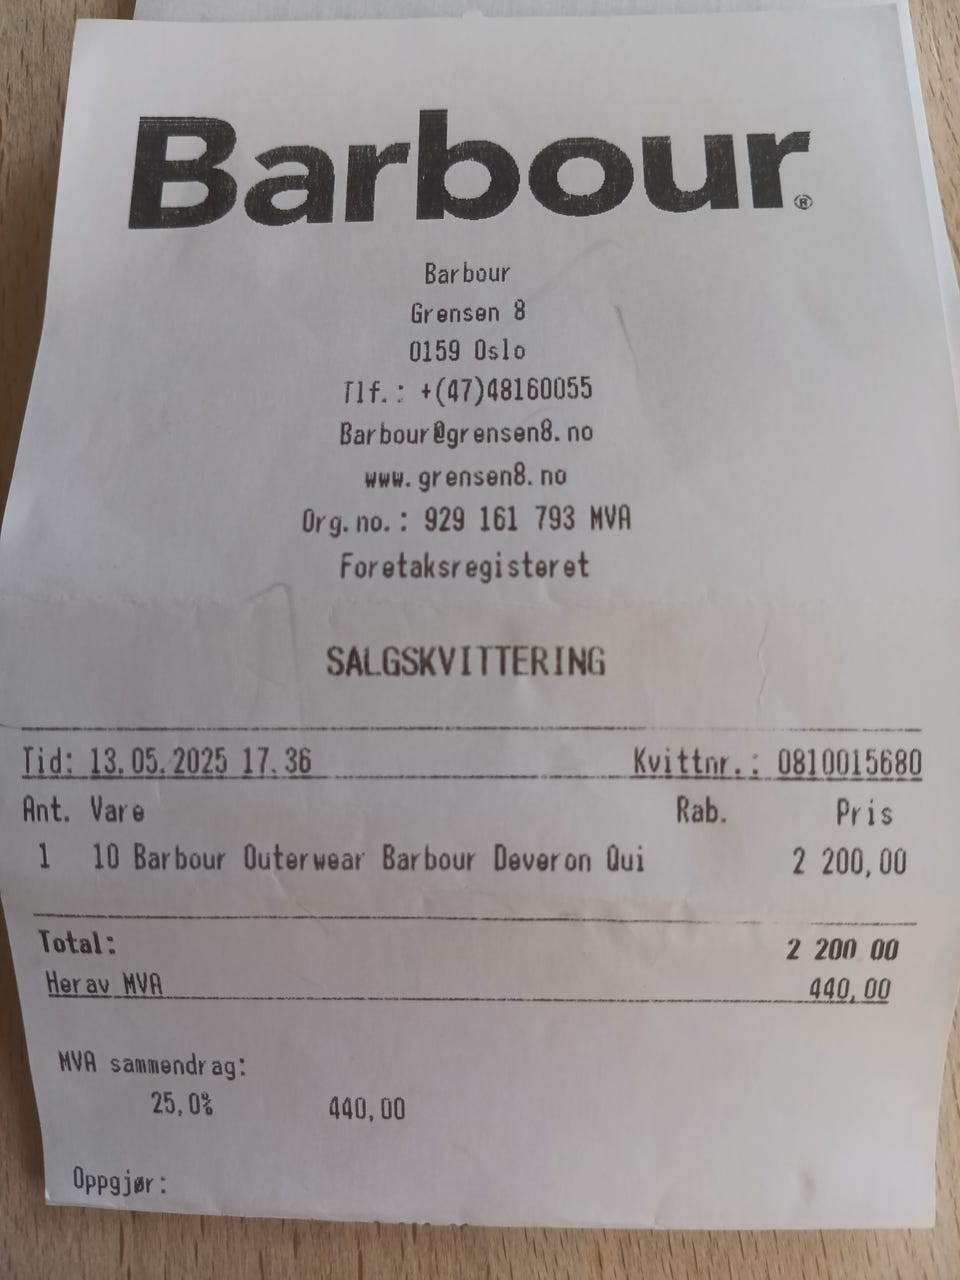 Barbour®
Barbour
Grensen 8
0159 Oslo
Tlf.: +(47)48160055
Barbour@grensen8.no
www.grensen8.no
Org.no.: 929 161 793 MVA
Foretaksregisteret
SALGSKVITTERING
Tid: 13.05.2025 17.36 Kvittnr.: 0810015680
Ant. Vare Rab. Pris
1 10 Barbour Outerwear Barbour Deveron Qui 2 200,00
Total: 2 200 00
Herav MVA 440,00
MVA sammendrag:
25,0% 440,00
Oppgjør: